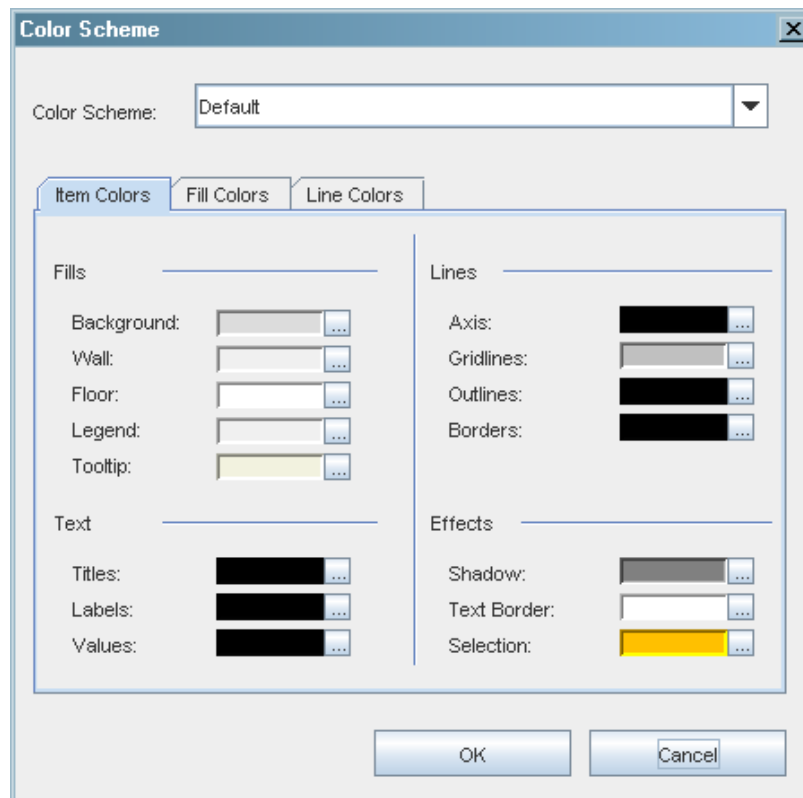 Color Scheme
Color Scheme:
Default
Item Colors
Fill Colors
Line Colors
Fills
Background: ...
Wall: ...
Floor: ...
Legend: ...
Tooltip: ...
Text
Titles: ...
Labels: ...
Values: ...
Lines
Axis: ...
Gridlines: ...
Outlines: ...
Borders: ...
Effects
Shadow: ...
Text Border: ...
Selection: ...
OK
Cancel